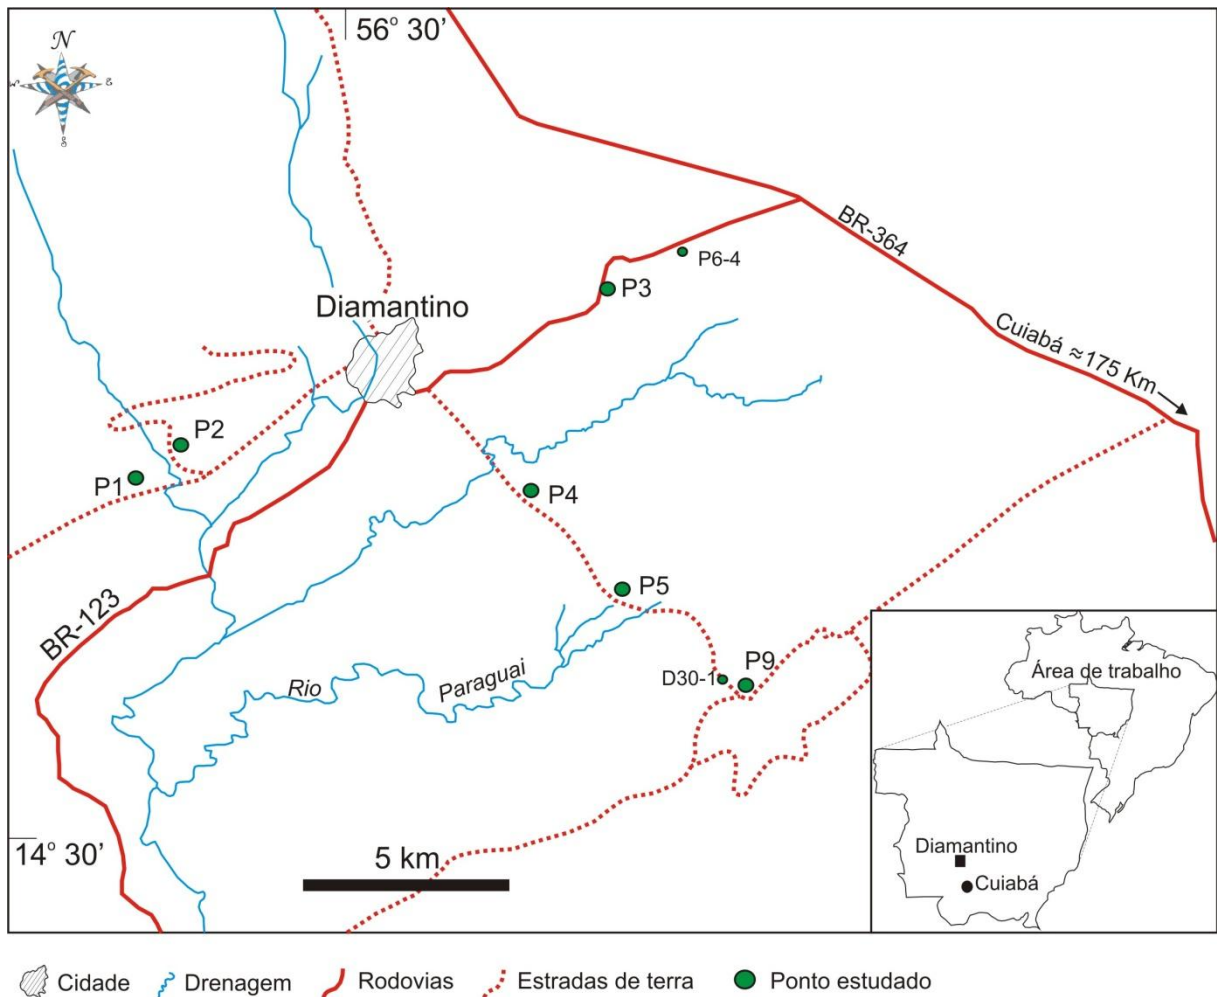 56° 30’
N
W
E
S
BR-364
P6-4
P3
Diamantino
Cuiabá ≈175 Km
P2
P1
P4
P5
BR-123
Rio Paraguai
D30-1
P9
Área de trabalho
14° 30’
5 km
Diamantino
Cuiabá
Cidade
Drenagem
Rodovias
Estradas de terra
Ponto estudado